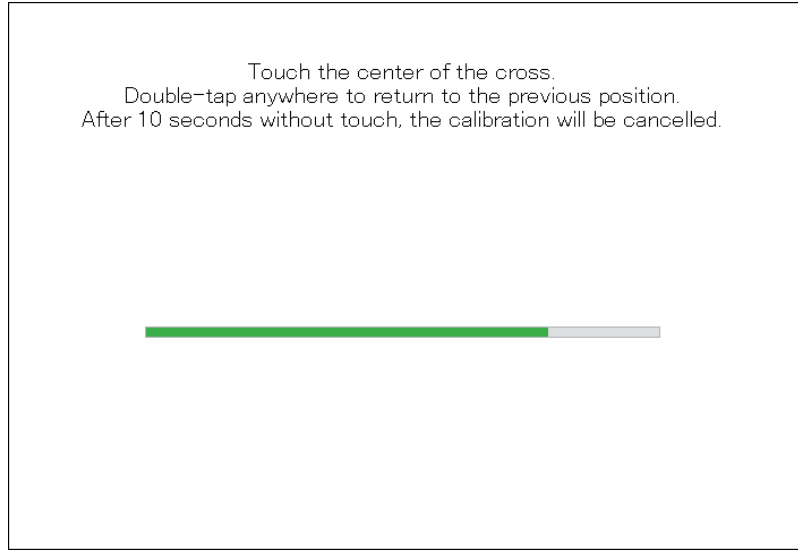 Touch the center of the cross.
Double-tap anywhere to return to the previous position.
After 10 seconds without touch, the calibration will be cancelled.